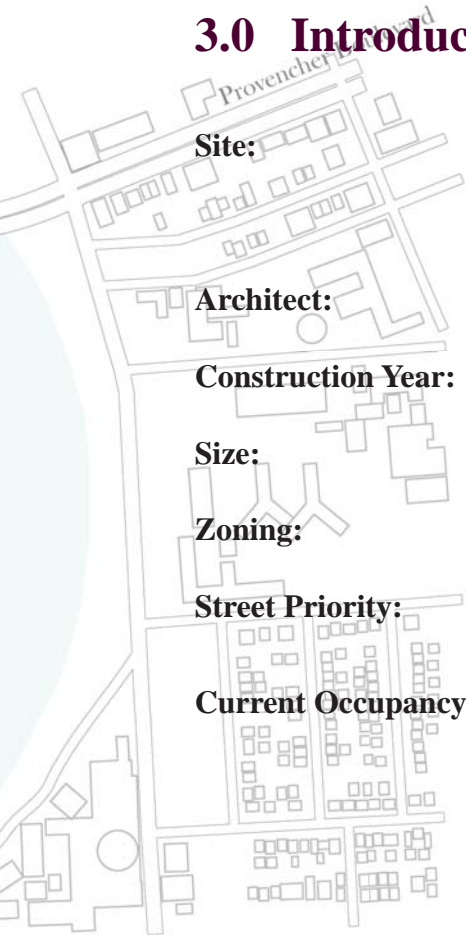 3.0 Introduc
Provencher Boulevard
Site:
Architect:
Construction Year:
Size:
Zoning:
Street Priority:
Current Occupancy